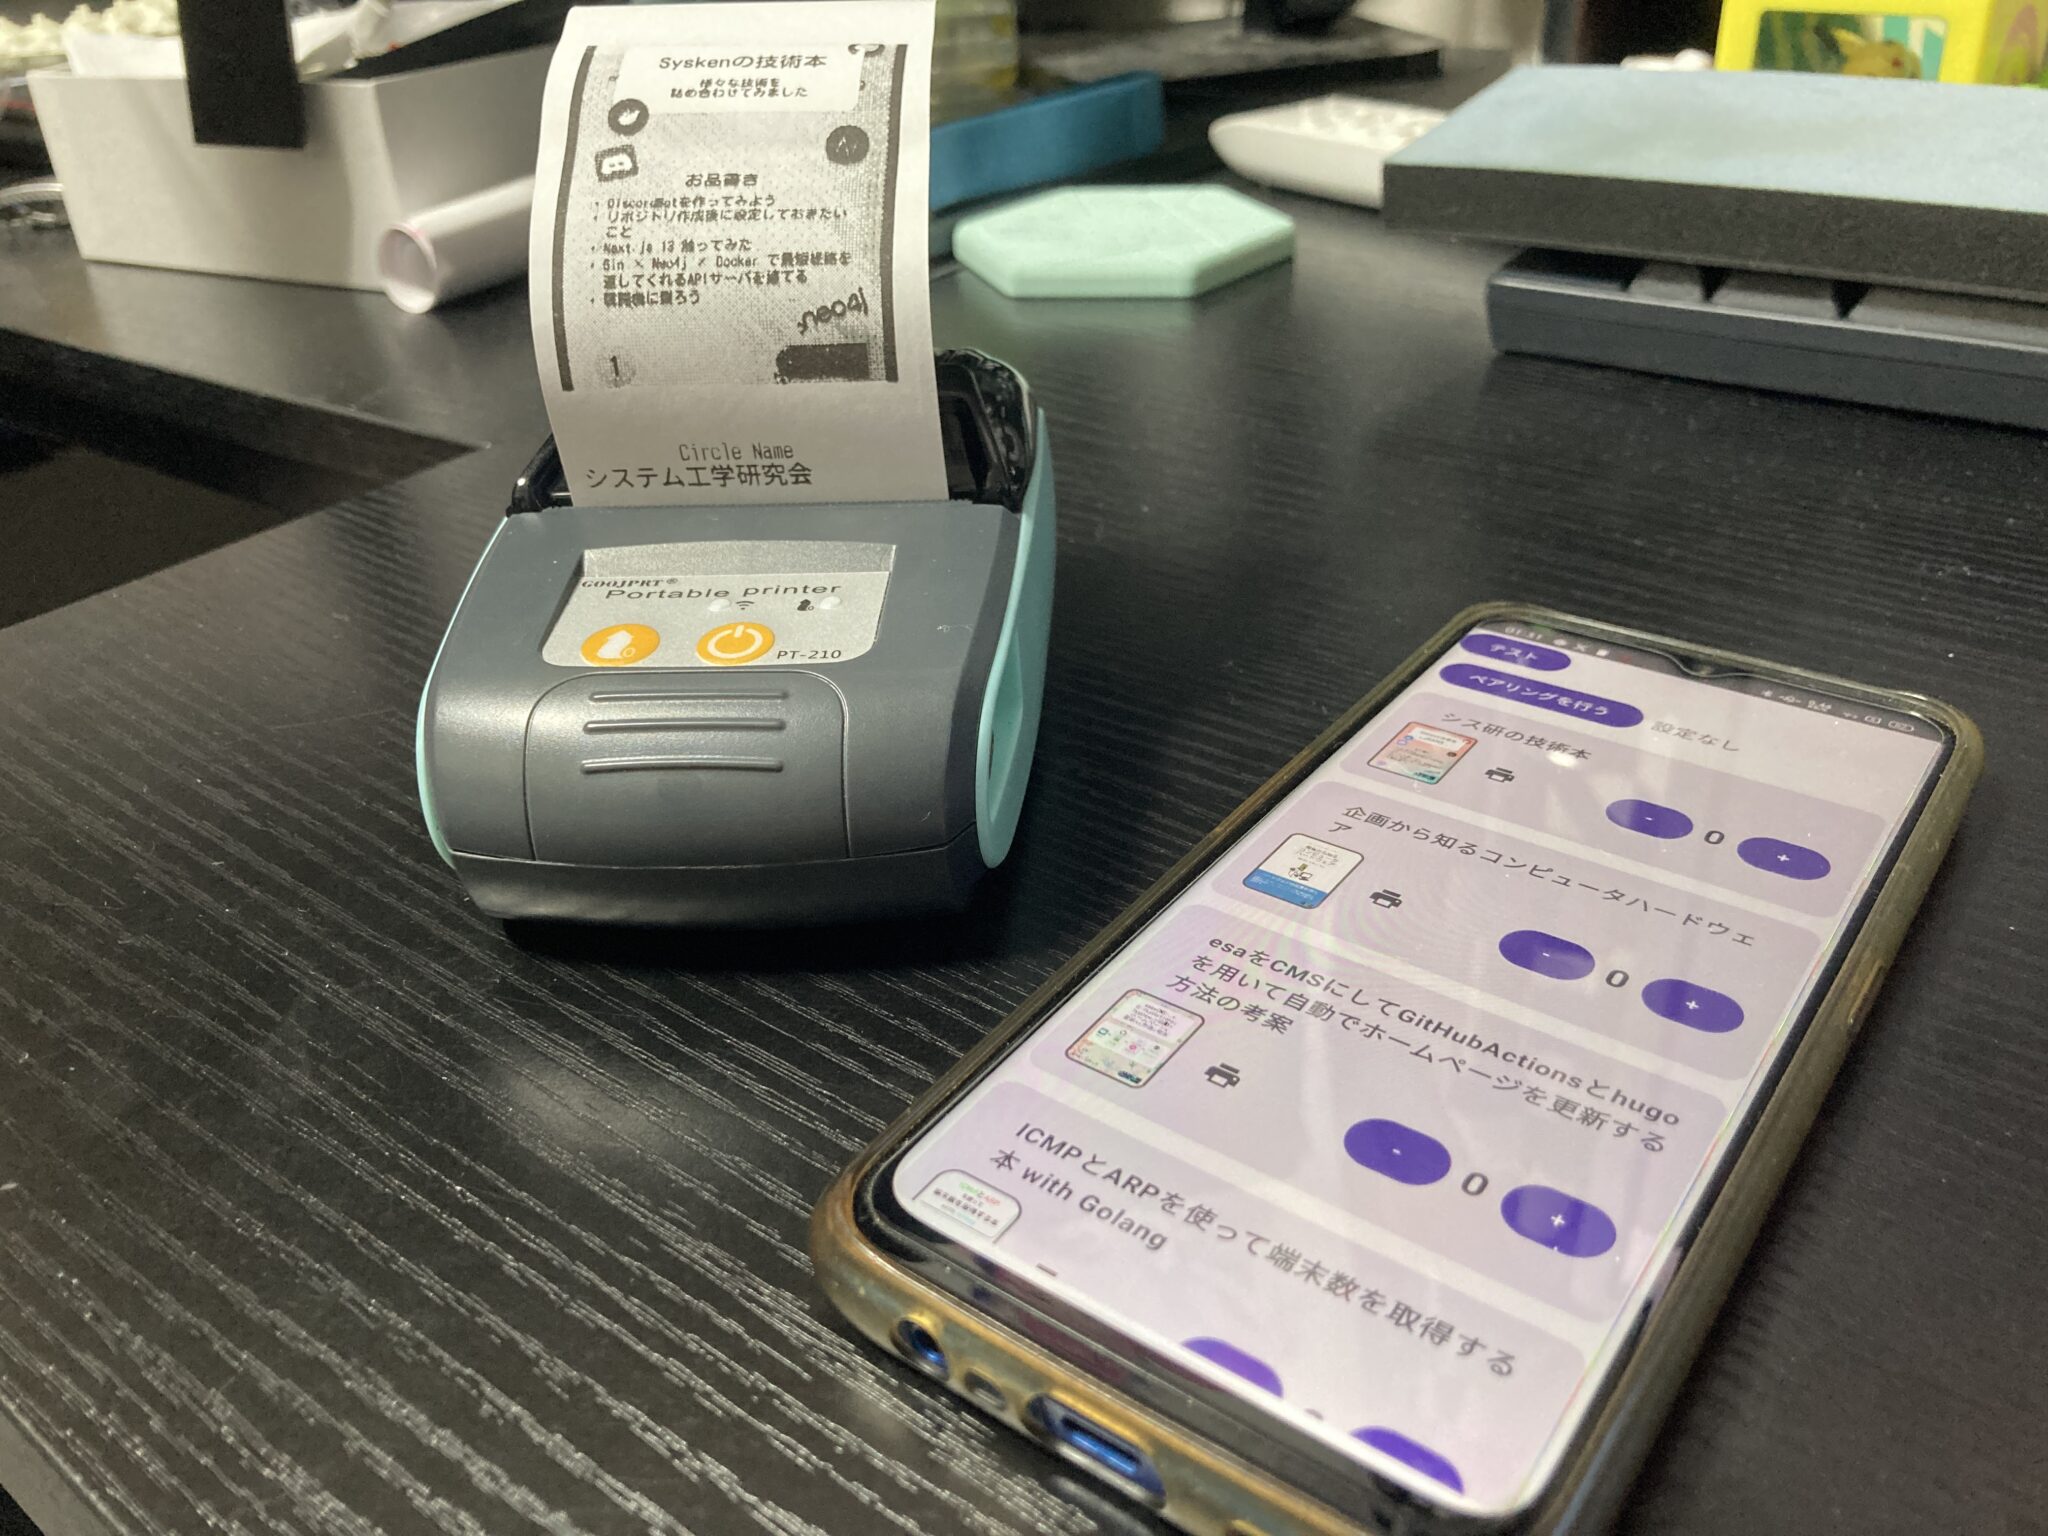 Syskenの技術本
様々な技術を
詰め合わせてみました
お品書き
・DiscordBotを作ってみよう
・リポジトリ作成後に設定しておきたい
こと
・Next.js 13 触ってみた
・Gin × Neo4j × Docker で最短経路を
返してくれるAPIサーバを建てる
neo4j
1
Circle Name
システム工学研究会
GOOJPRT®
Portable printer
PT-210
テスト
ペアリングを行う
設定なし
シス研の技術本
- 0 +
企画から知るコンピュータハードウェ
ア
- 0 +
esaをCMSにしてGitHubActionsとhugo
を用いて自動でホームページを更新する
方法の考案
- 0 +
ICMPとARPを使って端末数を取得する
本 with Golang